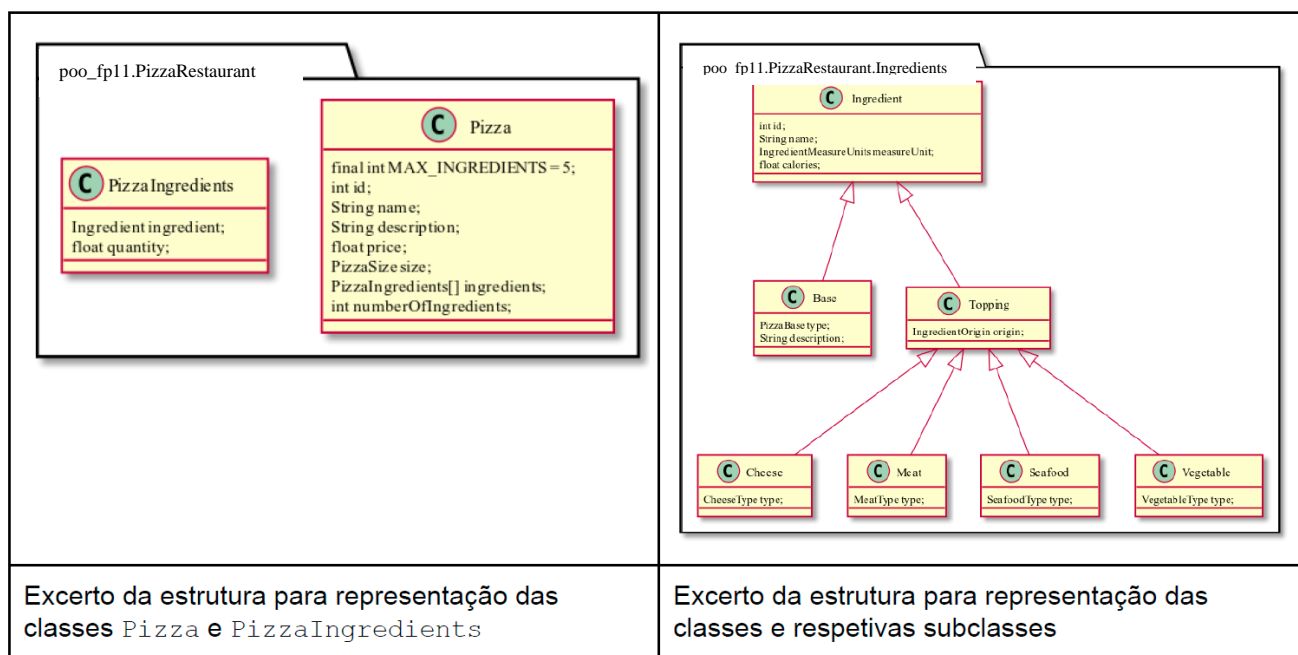 poo_fp11.PizzaRestaurant
C PizzaIngredients
Ingredient ingredient;
float quantity;
C Pizza
final int MAX_INGREDIENTS = 5;
int id;
String name;
String description;
float price;
PizzaSize size;
PizzaIngredients[] ingredients;
int numberOfIngredients;
Excerto da estrutura para representação das
classes Pizza e PizzaIngredients
poo_fp11.PizzaRestaurant.Ingredients
C Ingredient
int id;
String name;
IngredientMeasureUnits measureUnit;
float calories;
C Base
PizzaBase type;
String description;
C Topping
IngredientOrigin origin;
C Cheese
CheeseType type;
C Meat
MeatType type;
C Seafood
SeafoodType type;
C Vegetable
VegetableType type;
Excerto da estrutura para representação das
classes e respetivas subclasses